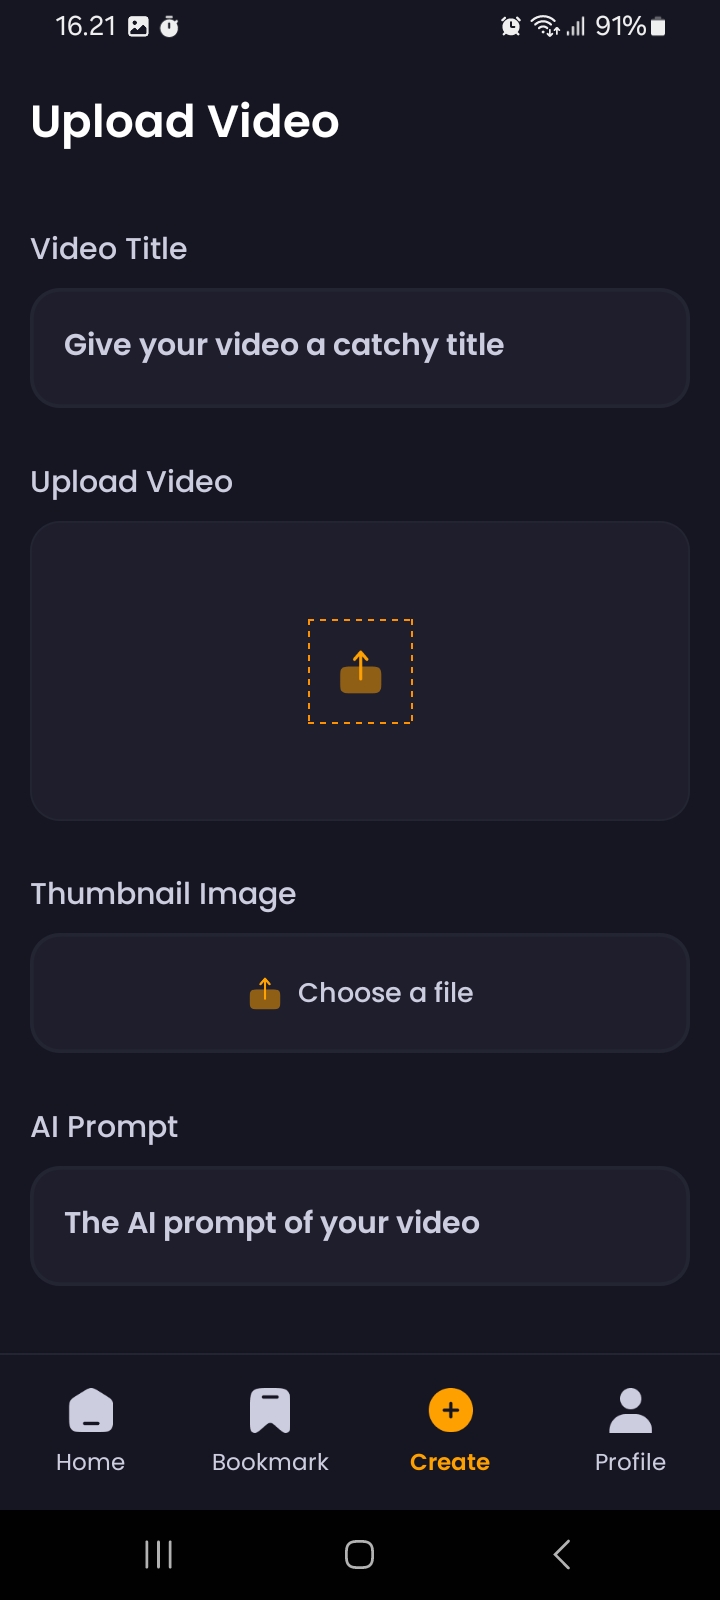 16.21
91%
Upload Video
Video Title
Give your video a catchy title
Upload Video
Thumbnail Image
Choose a file
AI Prompt
The AI prompt of your video
Home
Bookmark
Create
Profile